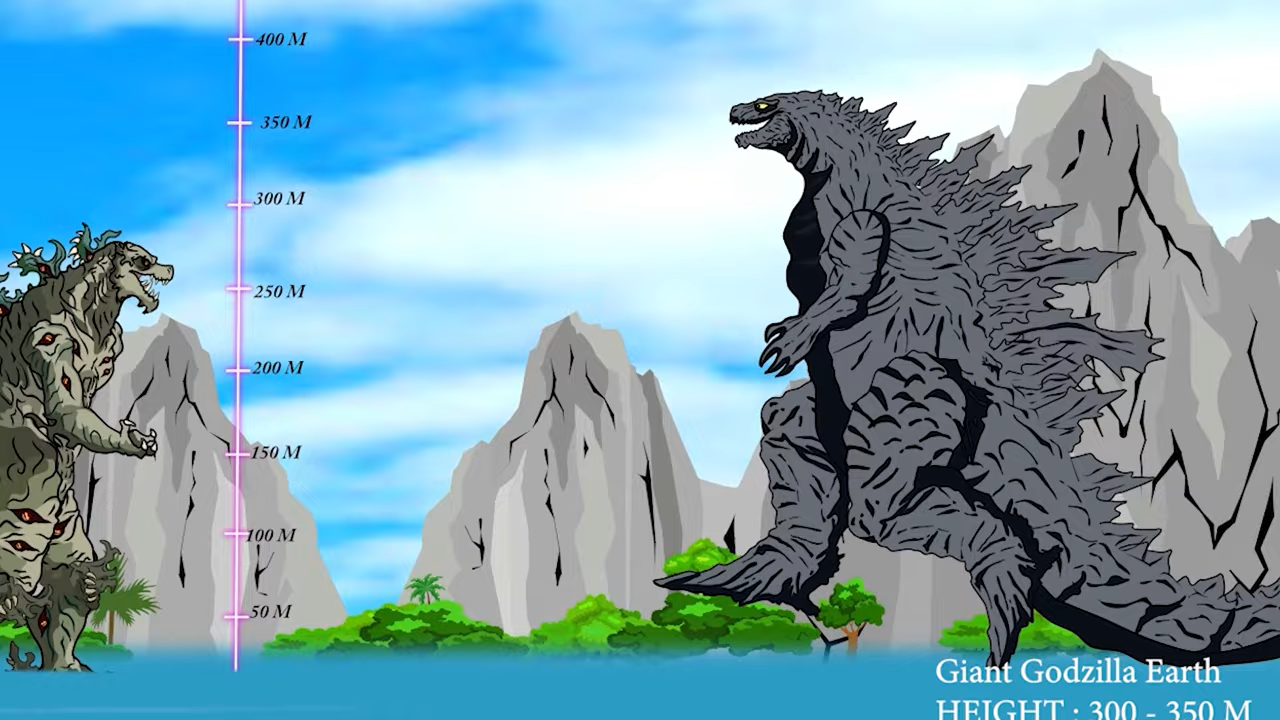 400 M
350 M
300 M
250 M
200 M
150 M
100 M
50 M
Giant Godzilla Earth
HEIGHT : 300 - 350 M